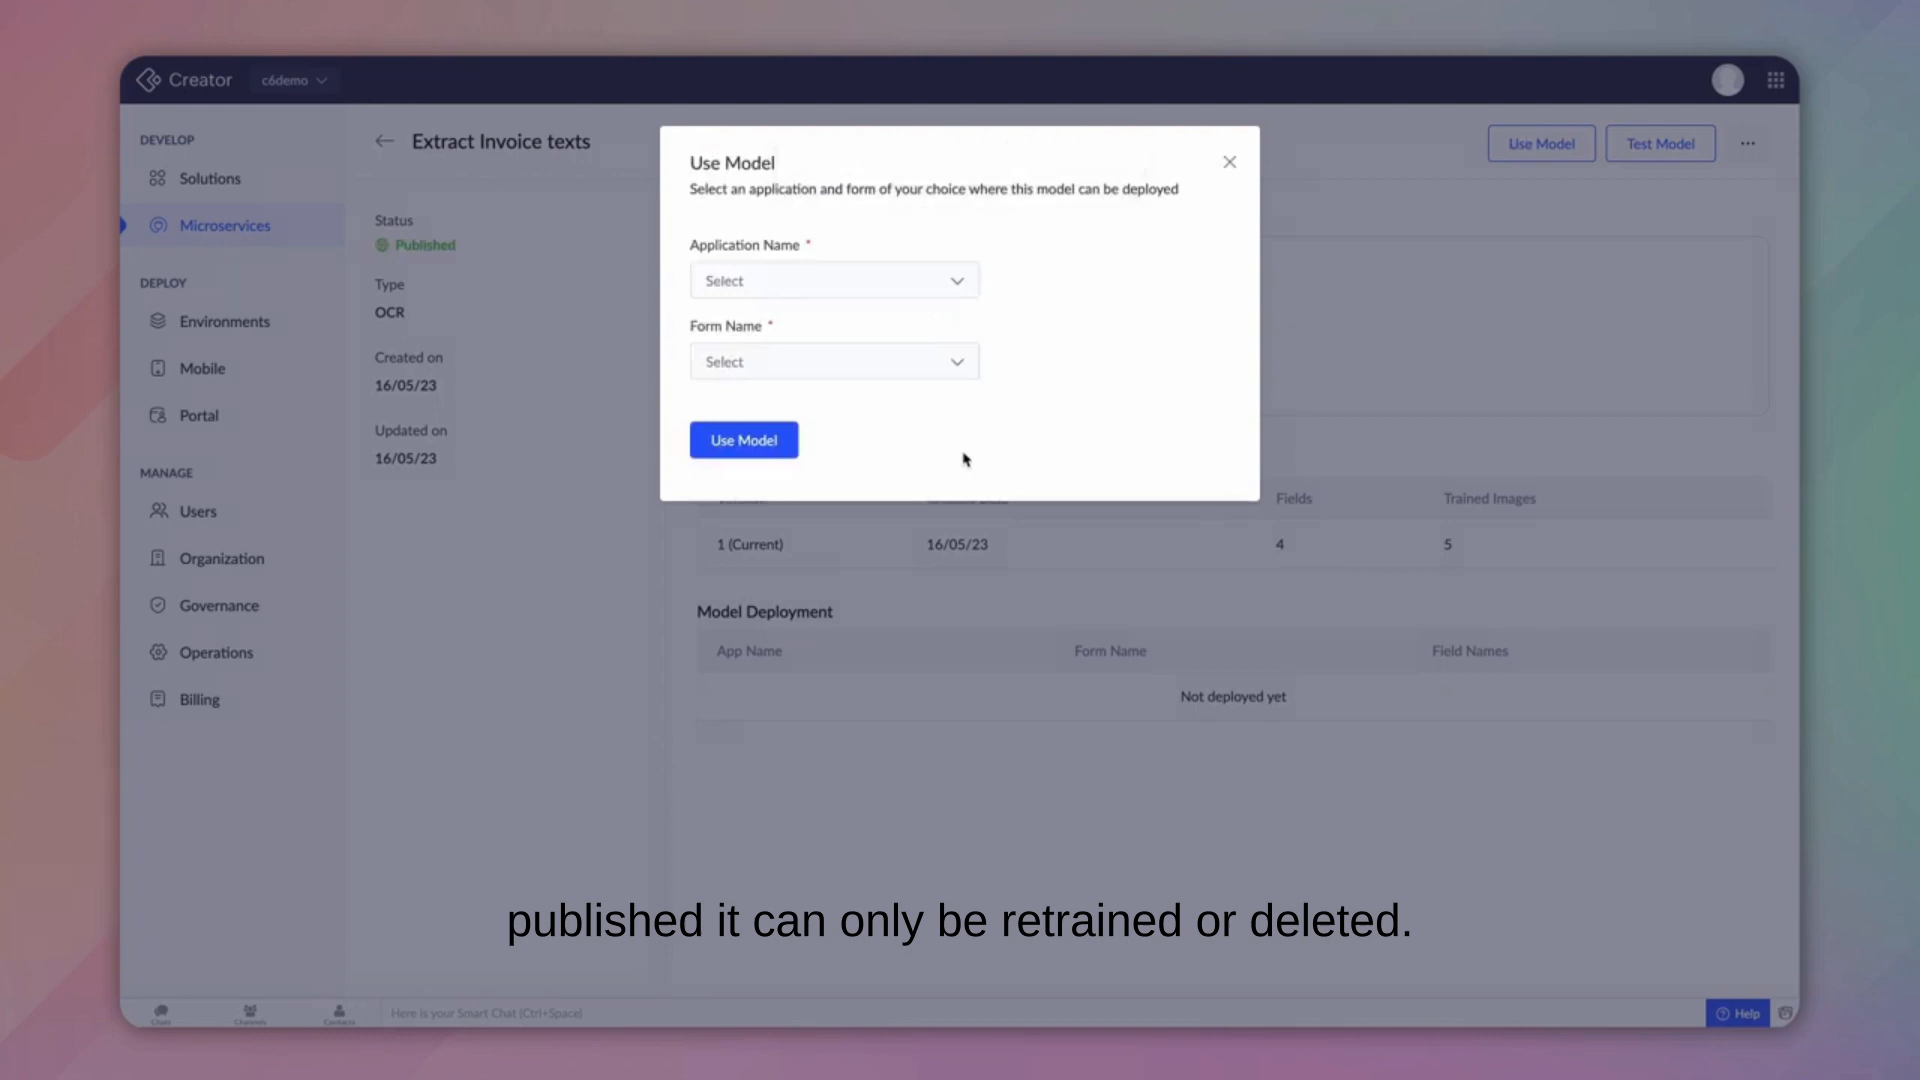 Creator
c6demo
DEVELOP
Solutions
Microservices
DEPLOY
Environments
Mobile
Portal
MANAGE
Users
Organization
Governance
Operations
Billing
Extract Invoice texts
Use Model
Test Model
Status
Published
Type
OCR
Created on
16/05/23
Updated on
16/05/23
Use Model
Select an application and form of your choice where this model can be deployed
Application Name *
Select
Form Name *
Select
Use Model
Fields
Trained Images
1 (Current)
16/05/23
4
5
Model Deployment
App Name
Form Name
Field Names
Not deployed yet
published it can only be retrained or deleted.
Chats
Channels
Contacts
Here is your Smart Chat (Ctrl+Space)
Help